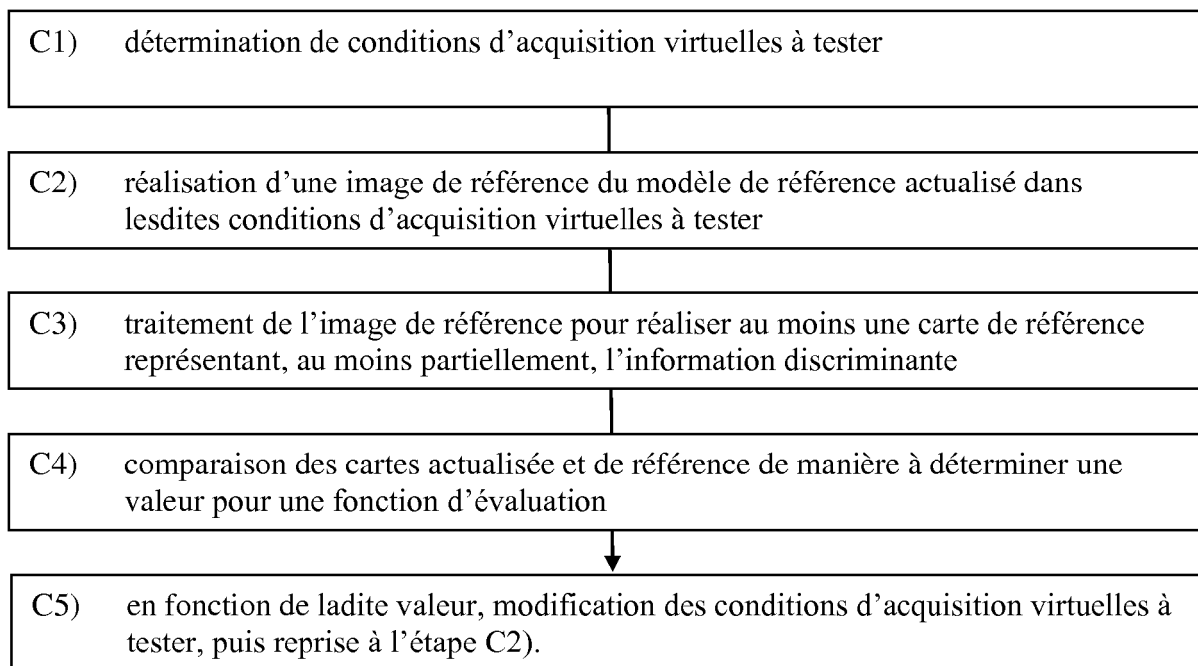 C1) détermination de conditions d’acquisition virtuelles à tester
C2) réalisation d’une image de référence du modèle de référence actualisé dans
lesdites conditions d’acquisition virtuelles à tester
C3) traitement de l’image de référence pour réaliser au moins une carte de référence
représentant, au moins partiellement, l’information discriminante
C4) comparaison des cartes actualisée et de référence de manière à déterminer une
valeur pour une fonction d’évaluation
C5) en fonction de ladite valeur, modification des conditions d’acquisition virtuelles à
tester, puis reprise à l’étape C2).